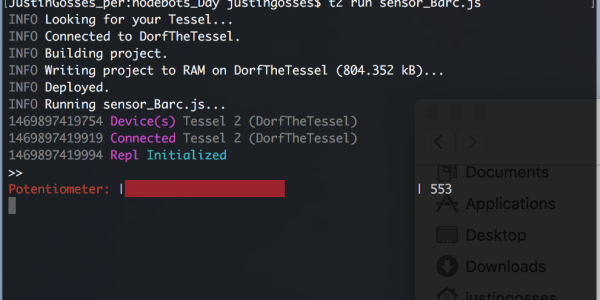 [JustinGosses_per:nodebots_Day justingosses$ t2 run sensor_Barc.js ]
INFO Looking for your Tessel...
INFO Connected to DorfTheTessel.
INFO Building project.
INFO Writing project to RAM on DorfTheTessel (804.352 kB)...
INFO Deployed.
INFO Running sensor_Barc.js...
1469897419754 Device(s) Tessel 2 (DorfTheTessel)
1469897419919 Connected Tessel 2 (DorfTheTessel)
1469897419994 Repl Initialized
>>
Potentiometer: | | 553
Documents
Applications
Desktop
Downloads
justingosses